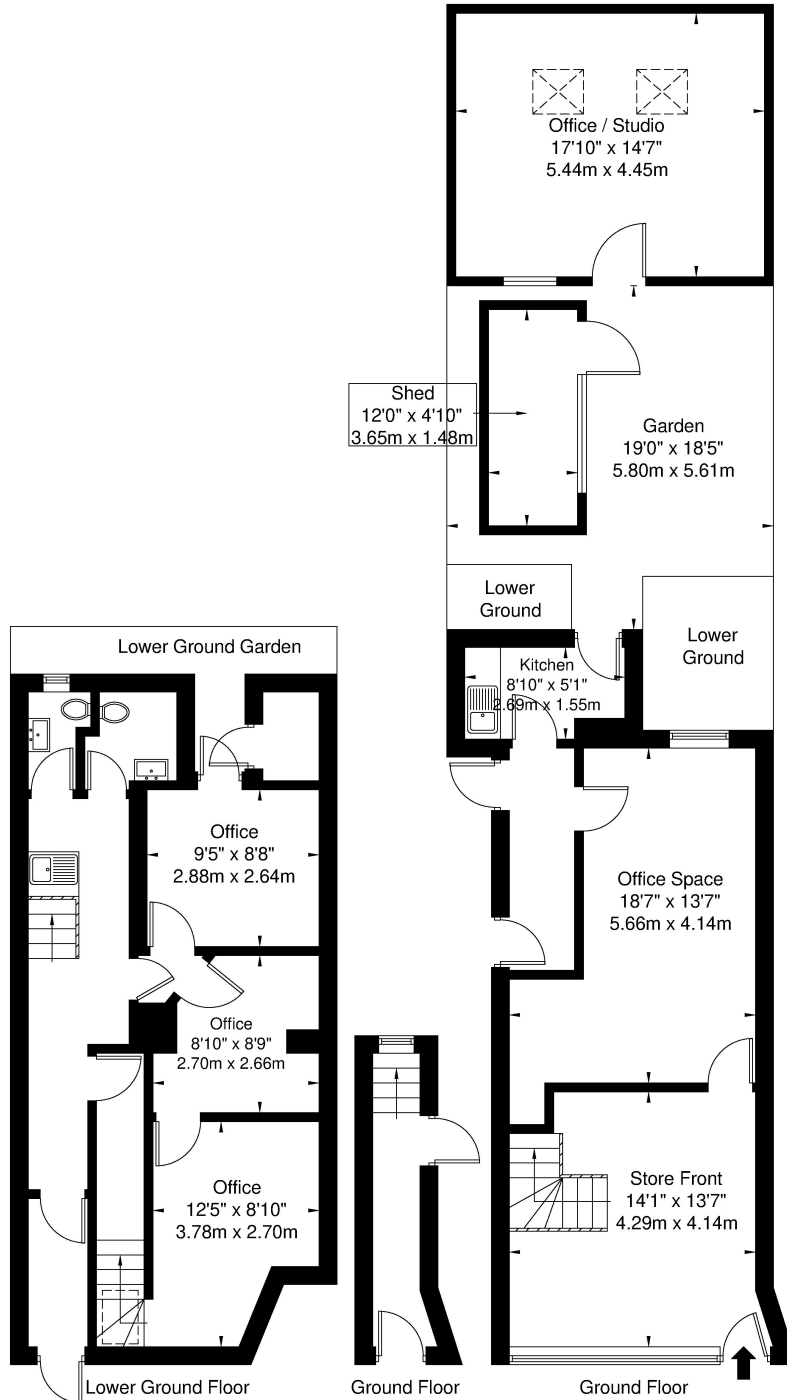 Office / Studio
17'10" x 14'7"
5.44m x 4.45m
Shed
12'0" x 4'10"
3.65m x 1.48m
Garden
19'0" x 18'5"
5.80m x 5.61m
Lower
Ground
Lower
Ground
Kitchen
8'10" x 5'1"
2.69m x 1.55m
Office Space
18'7" x 13'7"
5.66m x 4.14m
Store Front
14'1" x 13'7"
4.29m x 4.14m
Ground Floor
Ground Floor
Lower Ground Garden
Office
9'5" x 8'8"
2.88m x 2.64m
Office
8'10" x 8'9"
2.70m x 2.66m
Office
12'5" x 8'10"
3.78m x 2.70m
Lower Ground Floor